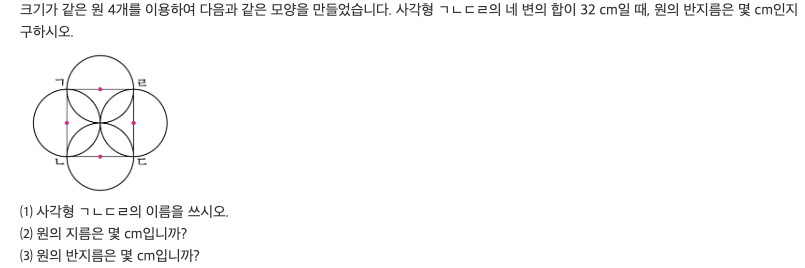 크기가 같은 원 4개를 이용하여 다음과 같은 모양을 만들었습니다. 사각형 ㄱㄴㄷㄹ의 네 변의 합이 32 cm일 때, 원의 반지름은 몇 cm인지
구하시오.
ㄱ ㄹ
ㄴ ㄷ
(1) 사각형 ㄱㄴㄷㄹ의 이름을 쓰시오.
(2) 원의 지름은 몇 cm입니까?
(3) 원의 반지름은 몇 cm입니까?